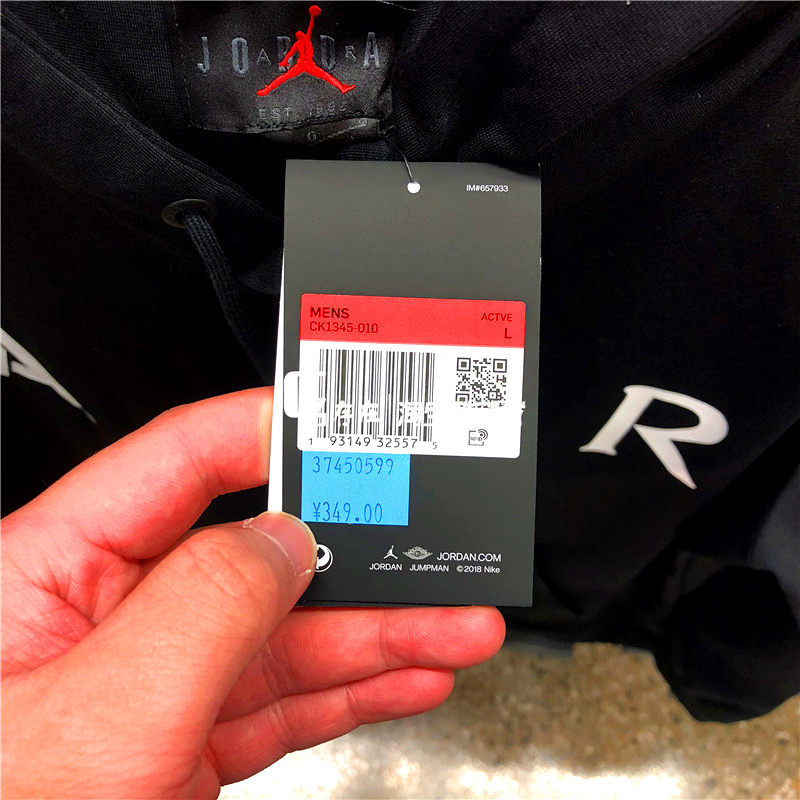 JORDAN
EST. 1985
IM#657933
MENS
ACTVE
CK1345-010
L
RFID
1 93149 32557 5
37450599
¥349.00
JORDAN.COM
JORDAN JUMPMAN ©2018 Nike
R